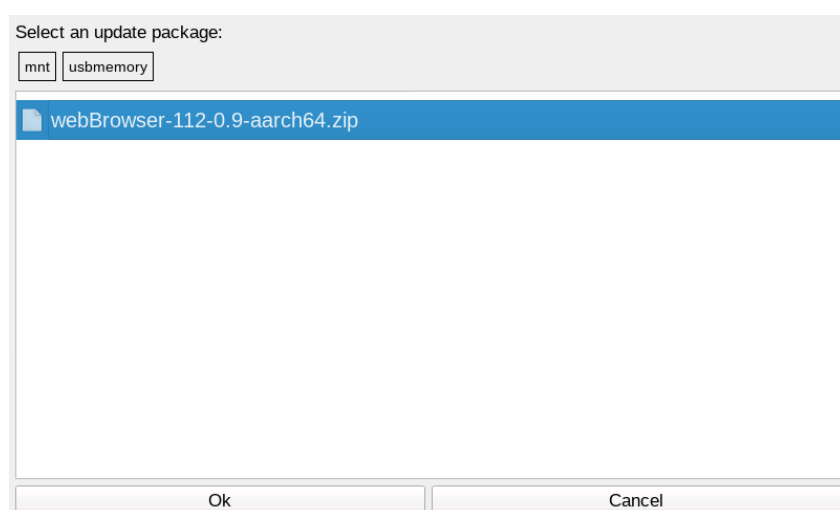 Select an update package:
mnt usbmemory
webBrowser-112-0.9-aarch64.zip
Ok Cancel